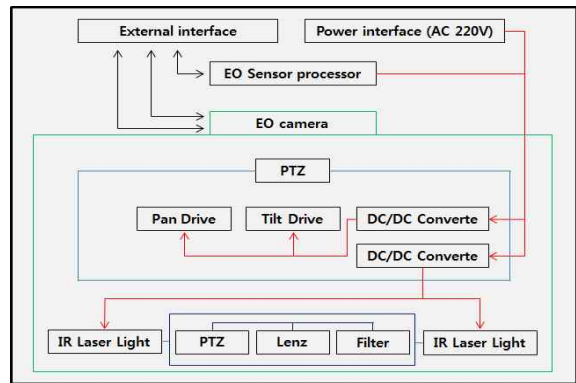 External interface
Power interface (AC 220V)
EO Sensor processor
EO camera
PTZ
Pan Drive
Tilt Drive
DC/DC Converte
DC/DC Converte
IR Laser Light
PTZ
Lenz
Filter
IR Laser Light